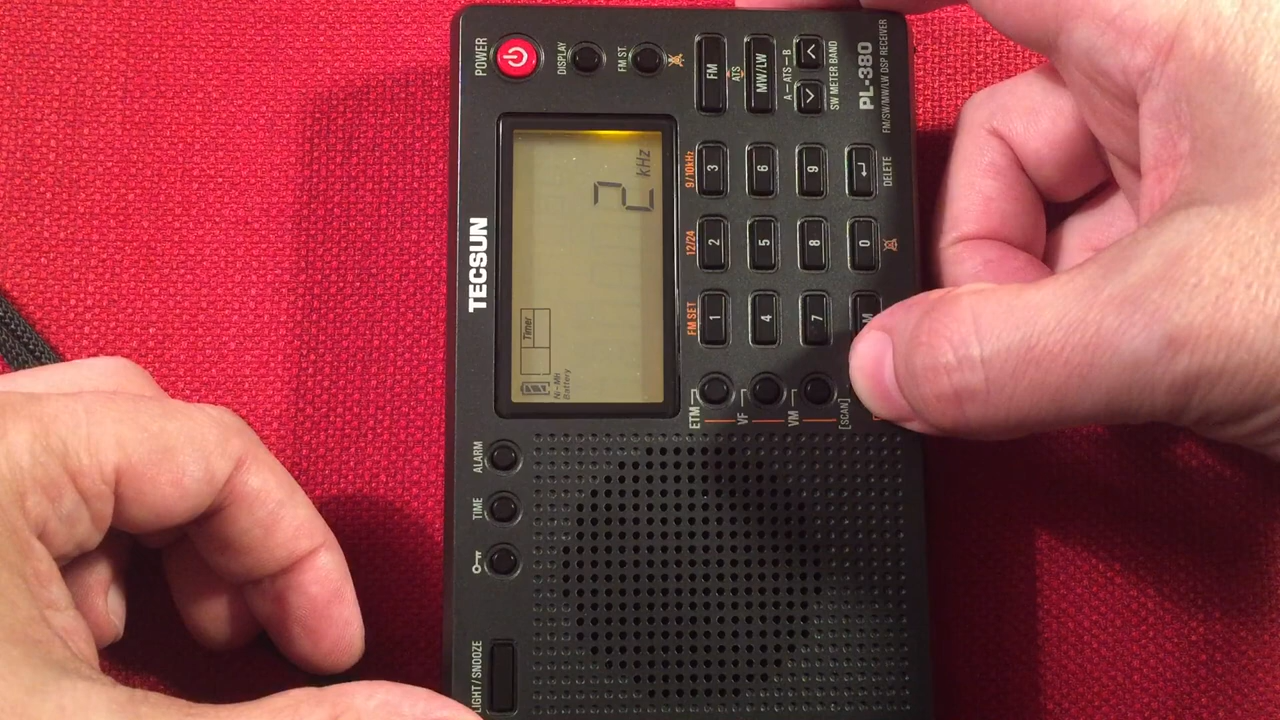 TECSUN
POWER
DISPLAY
FM ST.
FM
ATS
MW/LW
A — ATS — B
SW METER BAND
PL-380
FM/SW/MW/LW DSP RECEIVER
2 kHz
Timer
Ni-MH
Battery
9/10kHz
3
6
9
DELETE
12/24
2
5
8
0
FM SET
1
4
7
M
ETM
VF
VM
[SCAN]
ALARM
TIME
LIGHT / SNOOZE